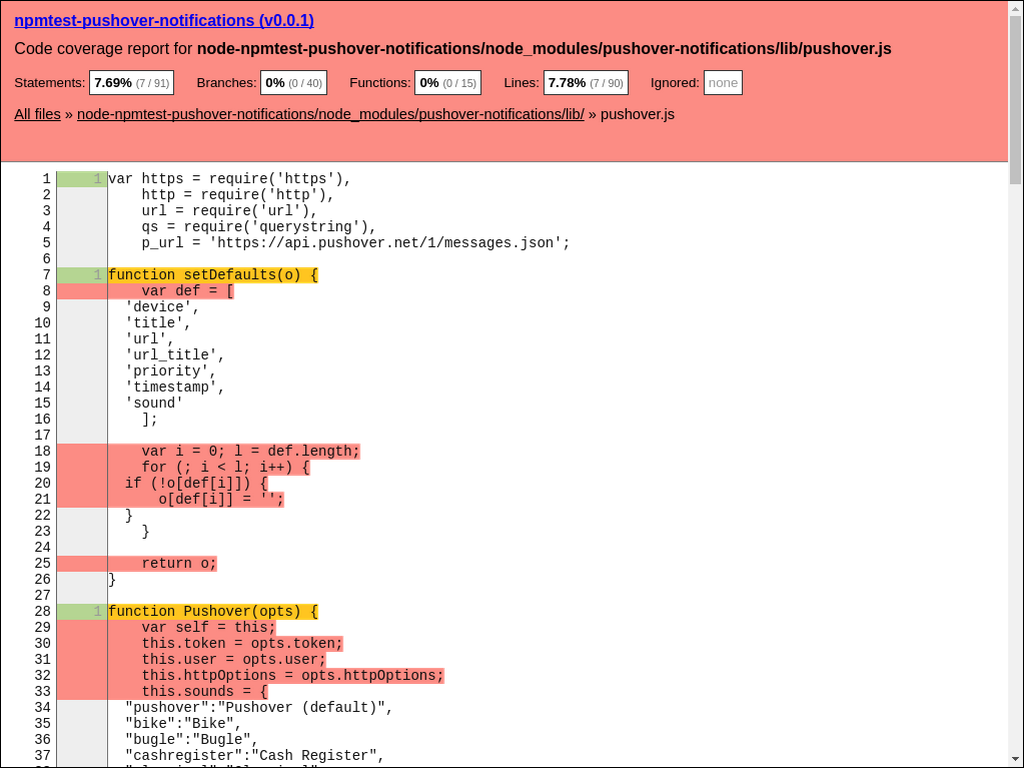 npmtest-pushover-notifications (v0.0.1)
Code coverage report for node-npmtest-pushover-notifications/node_modules/pushover-notifications/lib/pushover.js
Statements: 7.69% (7 / 91) Branches: 0% (0 / 40) Functions: 0% (0 / 15) Lines: 7.78% (7 / 90) Ignored: none
All files » node-npmtest-pushover-notifications/node_modules/pushover-notifications/lib/ » pushover.js
1 1 var https = require('https'),
2     http = require('http'),
3     url = require('url'),
4     qs = require('querystring'),
5     p_url = 'https://api.pushover.net/1/messages.json';
6
7 1 function setDefaults(o) {
8     var def = [
9   'device',
10   'title',
11   'url',
12   'url_title',
13   'priority',
14   'timestamp',
15   'sound'
16     ];
17
18     var i = 0; l = def.length;
19     for (; i < l; i++) {
20   if (!o[def[i]]) {
21       o[def[i]] = '';
22   }
23     }
24
25     return o;
26 }
27
28 1 function Pushover(opts) {
29     var self = this;
30     this.token = opts.token;
31     this.user = opts.user;
32     this.httpOptions = opts.httpOptions;
33     this.sounds = {
34   "pushover":"Pushover (default)",
35   "bike":"Bike",
36   "bugle":"Bugle",
37   "cashregister":"Cash Register",